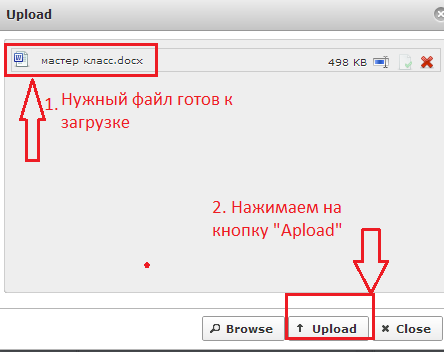 Upload
мастер класс.docx
498 KB
1. Нужный файл готов к
загрузке
2. Нажимаем на
кнопку "Apload"
Browse
Upload
Close